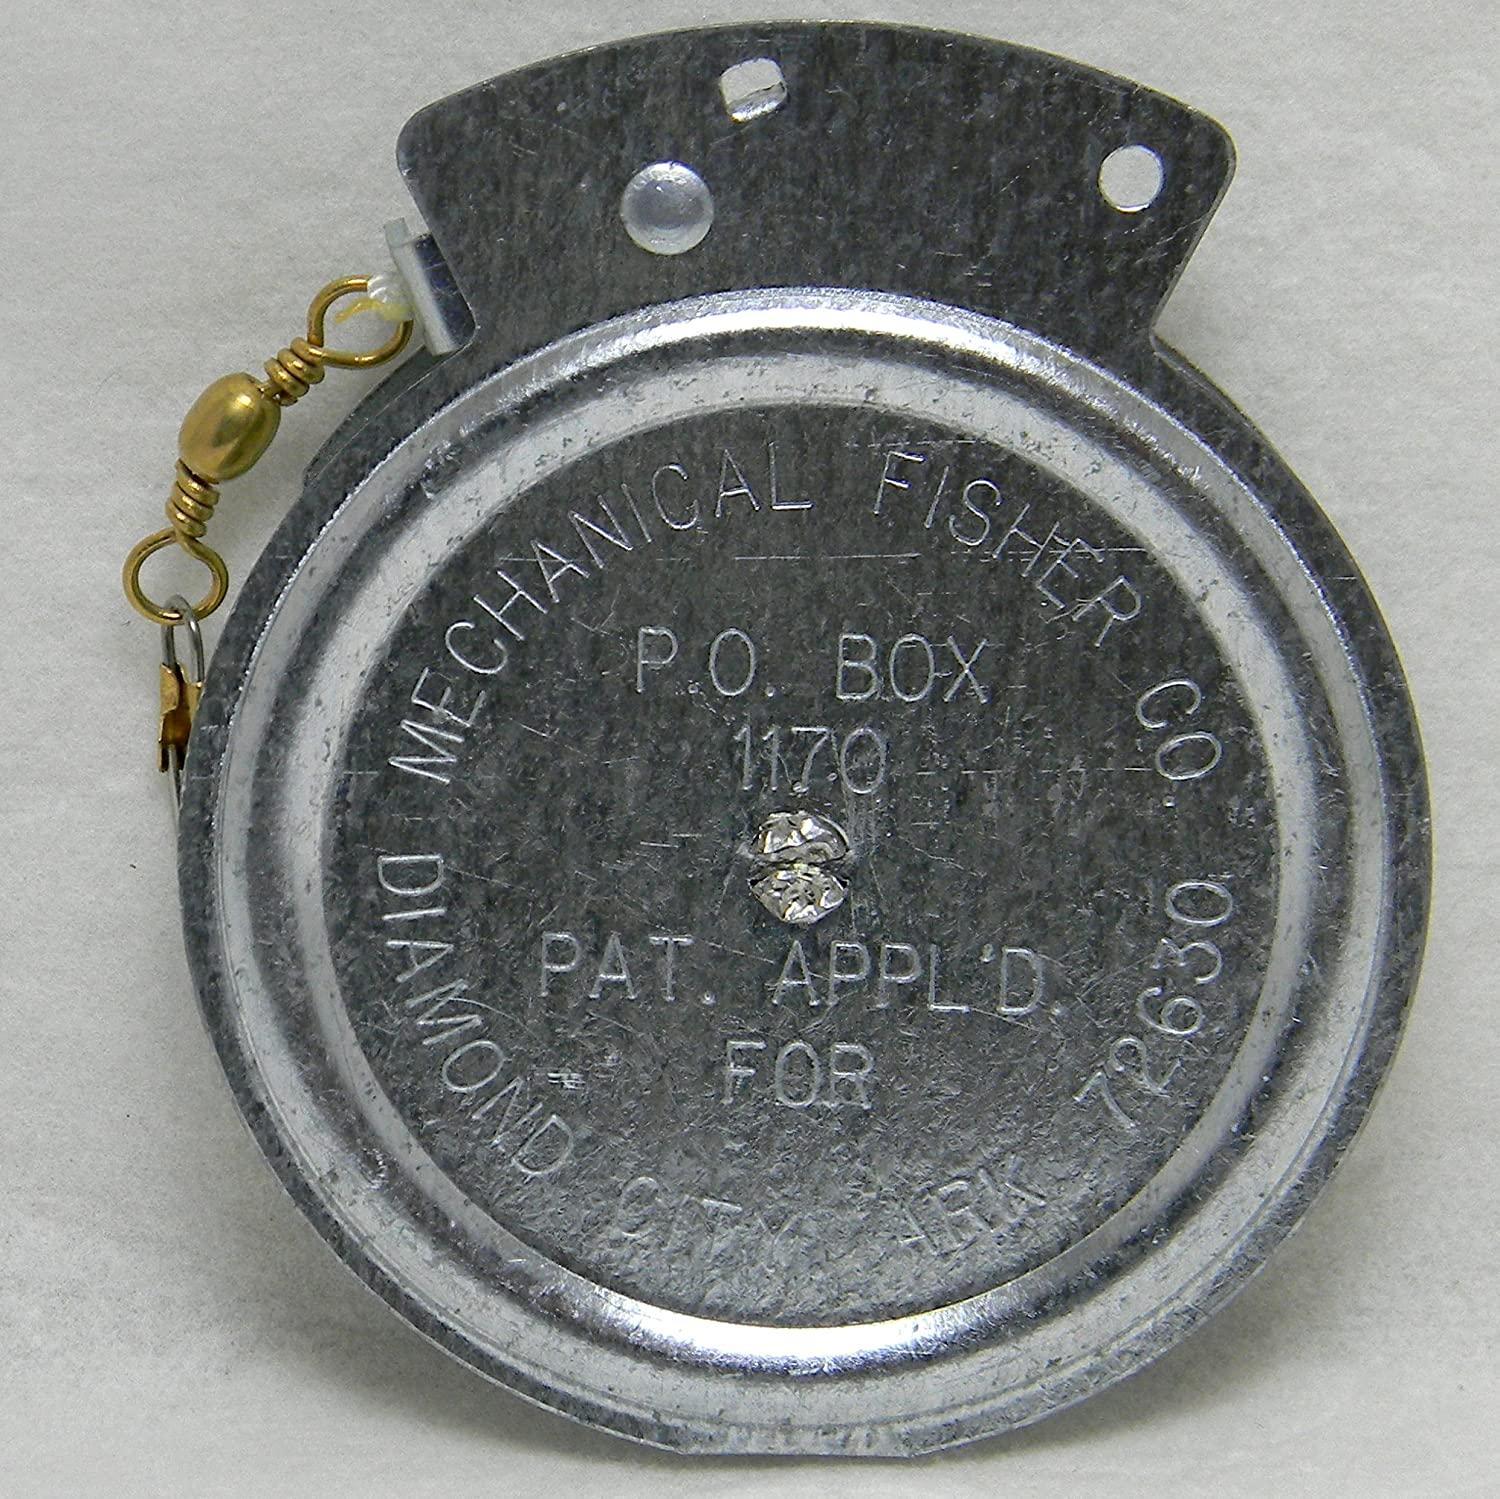 MECHANICAL FISHER CO.
P.O. BOX
1170
PAT. APPL'D.
FOR
DIAMOND CITY ARK 72630